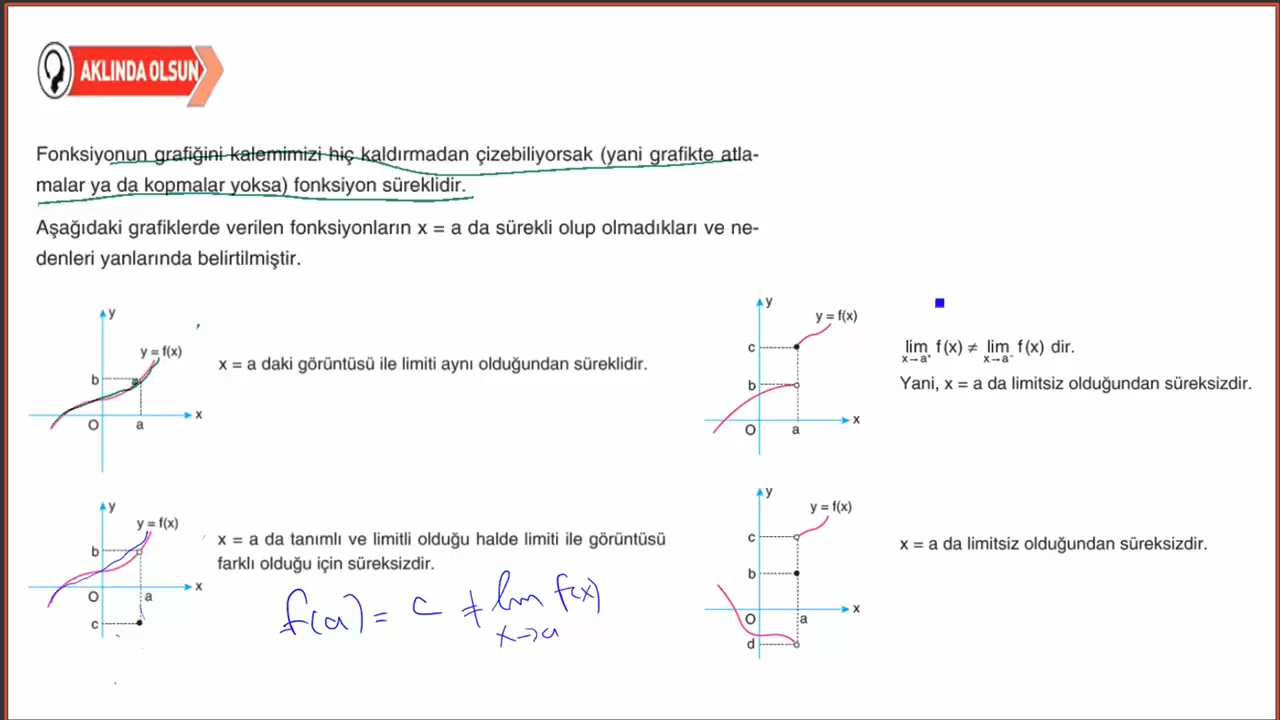 AKLINDA OLSUN
Fonksiyonun grafiğini kalemimizi hiç kaldırmadan çizebiliyorsak (yani grafikte atla-
malar ya da kopmalar yoksa) fonksiyon süreklidir.
Aşağıdaki grafiklerde verilen fonksiyonların x = a da sürekli olup olmadıkları ve ne-
denleri yanlarında belirtilmiştir.
y
y = f(x)
b
x
O
a
x = a daki görüntüsü ile limiti aynı olduğundan süreklidir.
y
y = f(x)
c
b
x
O
a
lim f(x) ≠ lim f(x) dir.
x→a⁺ x→a⁻
Yani, x = a da limitsiz olduğundan süreksizdir.
y
y = f(x)
b
x
O
a
c
x = a da tanımlı ve limitli olduğu halde limiti ile görüntüsü
farklı olduğu için süreksizdir.
f(a) = c ≠ lim f(x)
x→a
y
y = f(x)
c
b
x
O
a
d
x = a da limitsiz olduğundan süreksizdir.